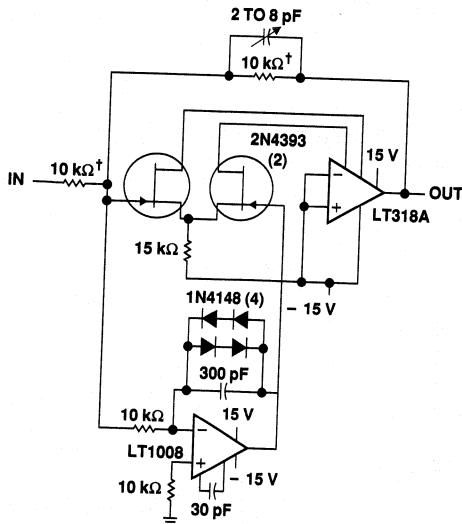 2 TO 8 pF
10 kΩ†
2N4393
(2)
15 V
10 kΩ†
IN
−
+
OUT
LT318A
15 kΩ
− 15 V
1N4148 (4)
300 pF
10 kΩ
15 V
−
LT1008
+
− 15 V
10 kΩ
30 pF